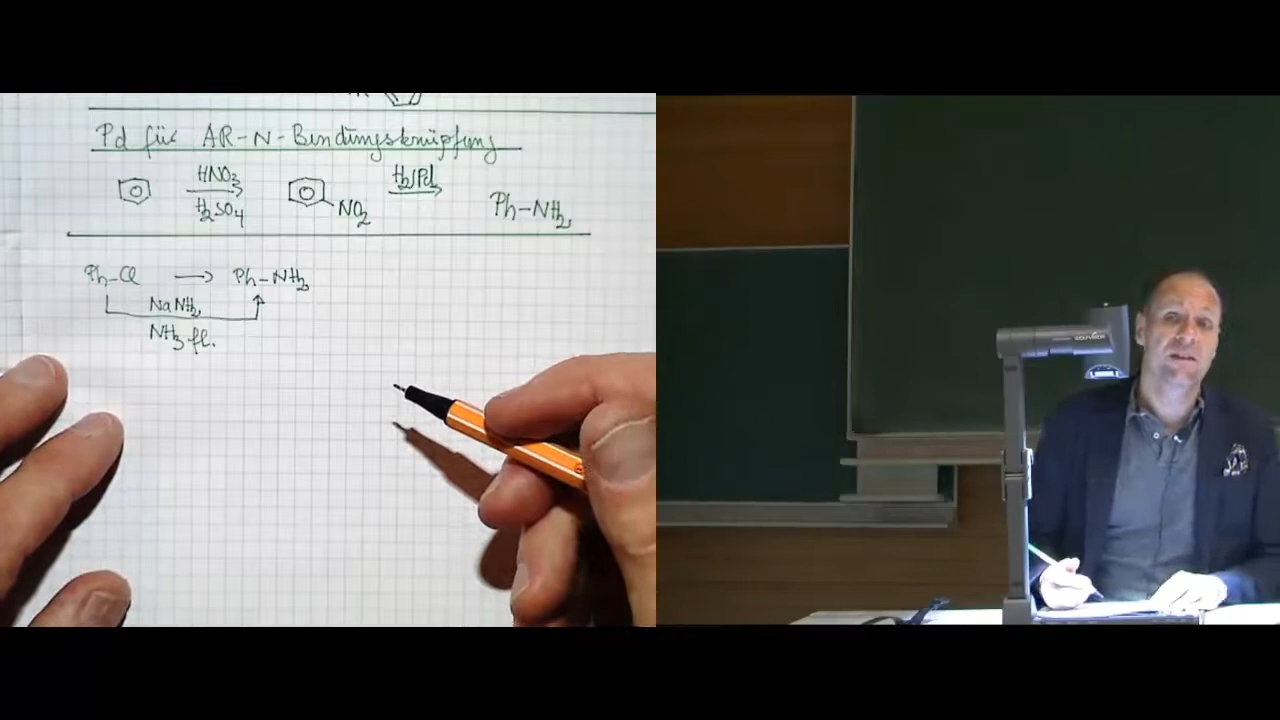 Pd für AR-N-Bindungsknüpfung
HNO3 H2/Pd
H2SO4 NO2 Ph-NH2
Ph-Cl → Ph-NH2
NaNH2
NH3 fl.